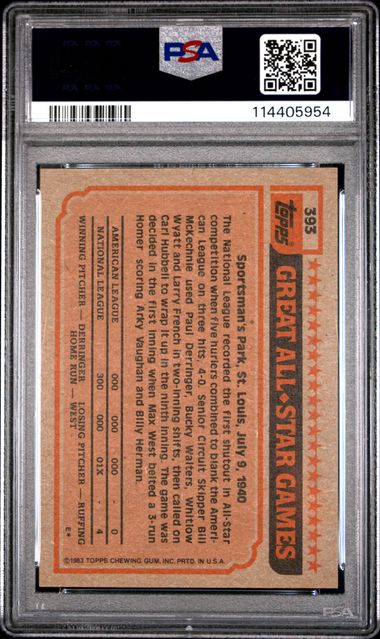 PSA
114405954
393
Topps
GREAT ALL-STAR GAMES
Sportsman's Park, St. Louis, July 9, 1940
The National League recorded the first shutout in All-Star
competition when five hurlers combined to blank the Ameri-
can League on three hits, 4-0. Senior Circuit Skipper Bill
McKechnie used Paul Derringer, Bucky Walters, Whitlow
Wyatt and Larry French in two-inning shifts, then called on
Carl Hubbell to wrap it up in the ninth inning. The game was
decided in the first inning when Max West belted a 3-run
Homer scoring Arky Vaughan and Billy Herman.
AMERICAN LEAGUE 000 000 000 - 0
NATIONAL LEAGUE 300 000 01X - 4
WINNING PITCHER — DERRINGER LOSING PITCHER — RUFFING
HOME RUN — WEST
©1983 TOPPS CHEWING GUM, INC. PRTD. IN U.S.A. E*
PSA